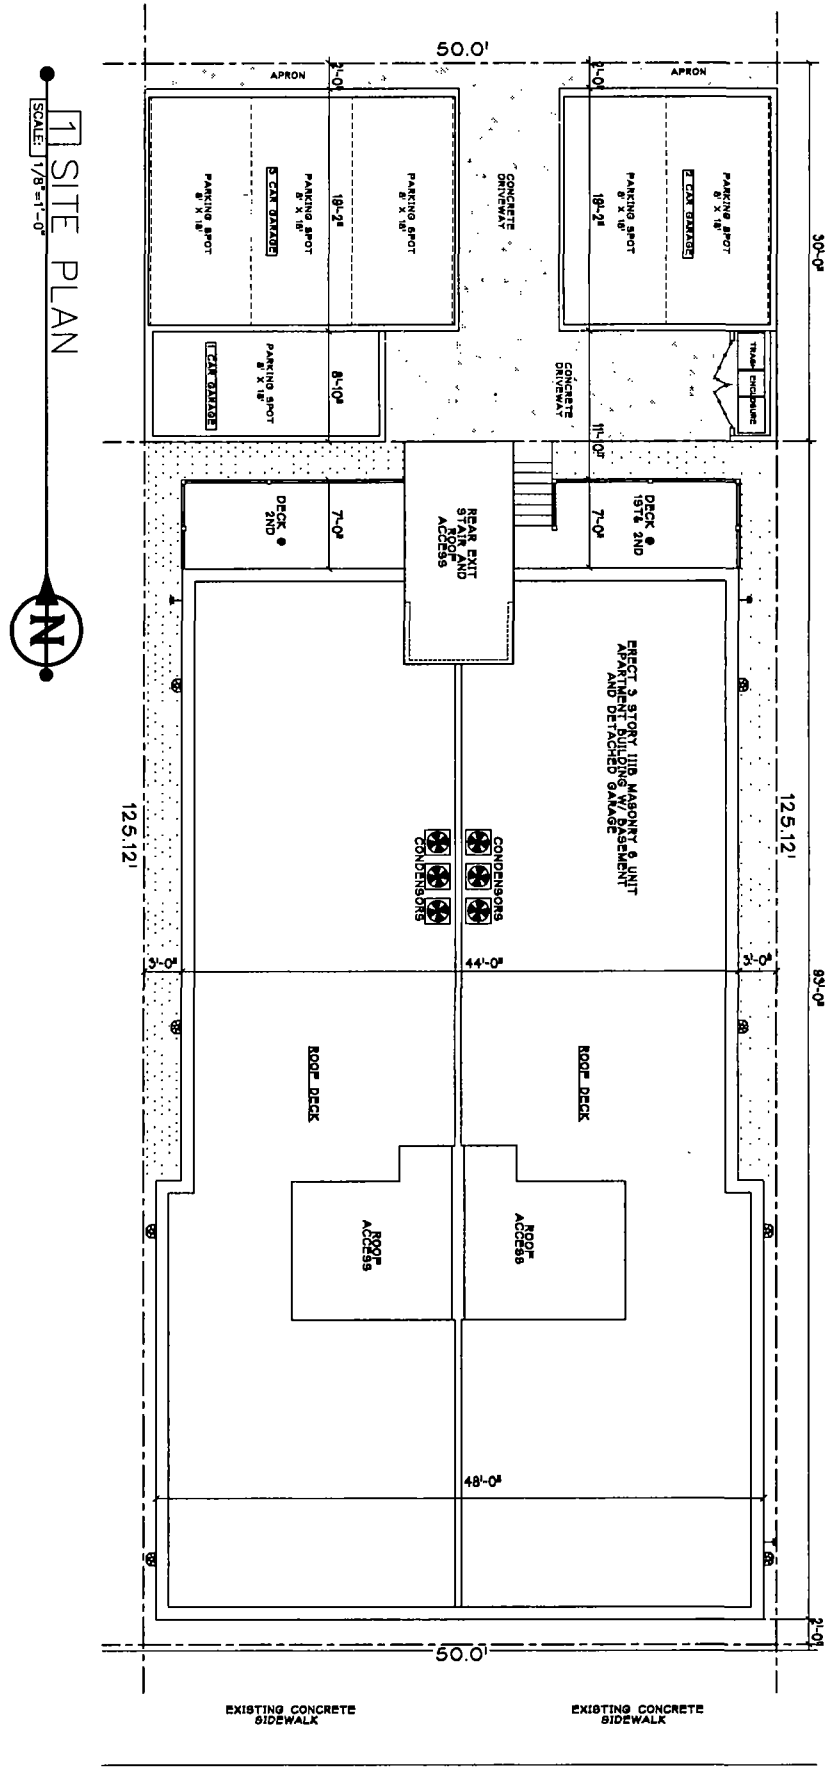 50.0'
APRON
APRON
2'-0"
2'-0"
PARKING SPOT
8' X 18'
3 CAR GARAGE
PARKING SPOT
8' X 18'
PARKING SPOT
8' X 18'
19'-2"
CONCRETE
DRIVEWAY
19'-2"
PARKING SPOT
8' X 18'
2 CAR GARAGE
PARKING SPOT
8' X 18'
30'-0"
1 SITE PLAN
SCALE: 1/8"=1'-0"
1 CAR GARAGE
PARKING SPOT
8' X 18'
8'-10"
CONCRETE
DRIVEWAY
TRASH ENCLOSURE
11'-10"
DECK @
2ND
7'-0"
REAR EXIT
STAIR AND
ROOF
ACCESS
7'-0"
DECK @
1ST& 2ND
N
ERECT 3 STORY IIIB MASONRY 6 UNIT
APARTMENT BUILDING W/ BASEMENT
AND DETACHED GARAGE
125.12'
125.12'
CONDENSORS
CONDENSORS
3'-0"
44'-0"
3'-0"
93'-0"
ROOF DECK
ROOF DECK
ROOF
ACCESS
ROOF
ACCESS
48'-0"
2'-0"
50.0'
EXISTING CONCRETE
SIDEWALK
EXISTING CONCRETE
SIDEWALK